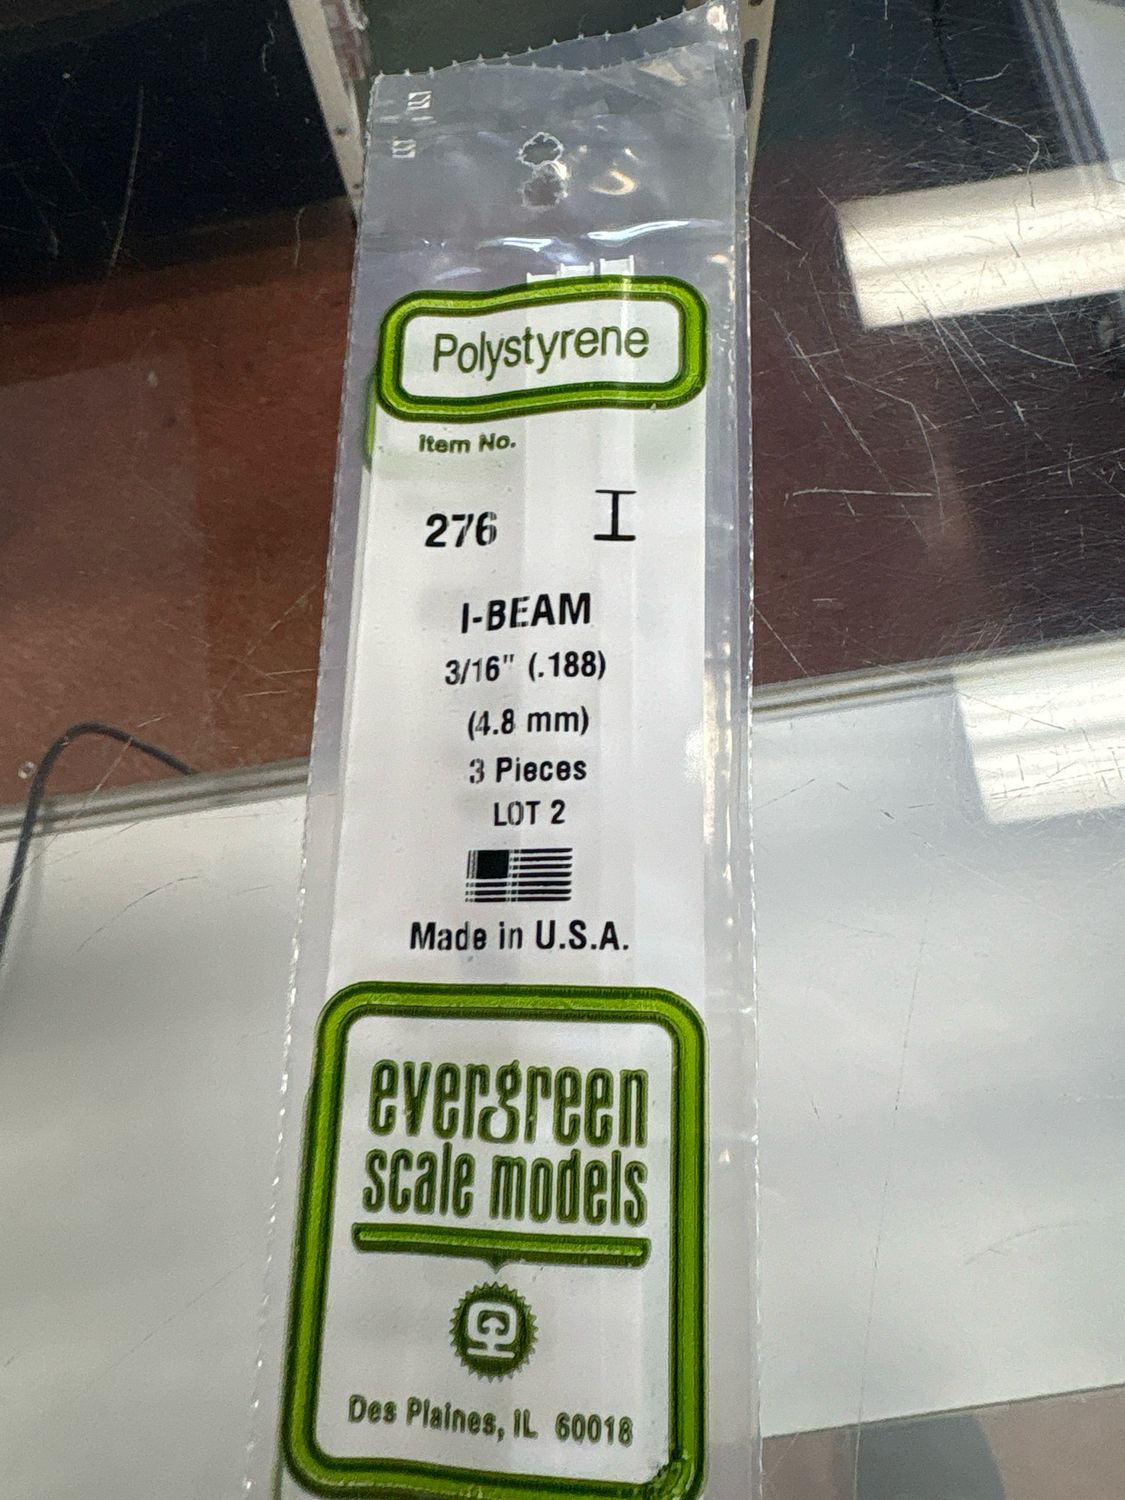 Polystyrene
Item No.
276
I-BEAM
3/16" (.188)
(4.8 mm)
3 Pieces
LOT 2
Made in U.S.A.
evergreen
scale models
Des Plaines, IL 60018